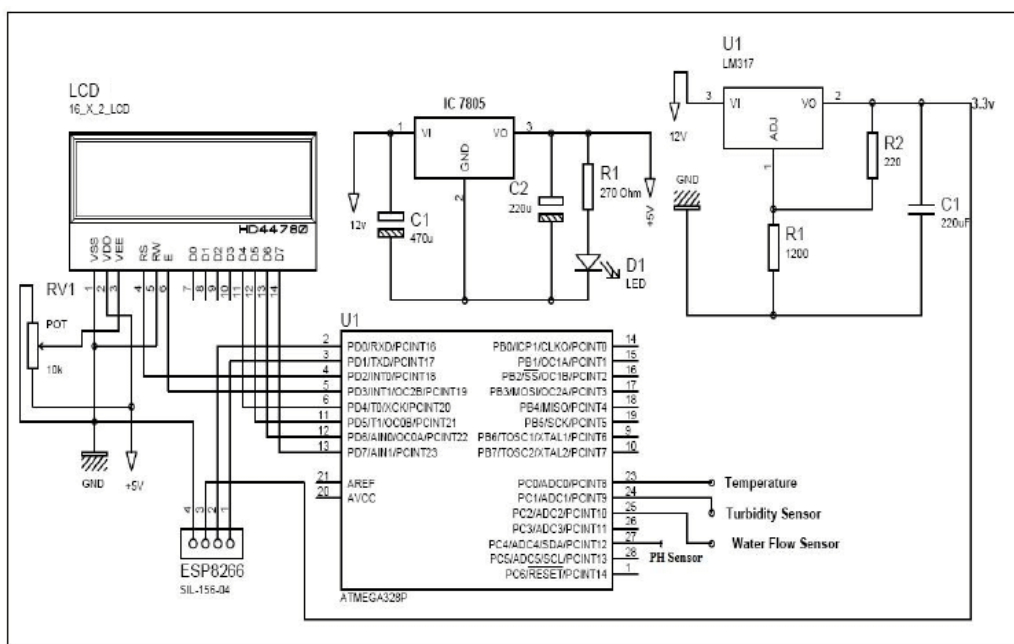 LCD
16_X_2_LCD
HD44780
VSS
VDD
VEE
RS
RW
E
D0
D1
D2
D3
D4
D5
D6
D7
1
2
3
4
5
6
7
8
9
10
11
12
13
14
RV1
POT
10k
GND
+5V
4
3
2
1
ESP8266
SIL-156-04
IC 7805
1
VI
VO
3
GND
2
12v
C1
470u
C2
220u
R1
270 Ohm
+5V
D1
LED
U1
LM317
3
VI
VO
2
3.3v
ADJ
1
12V
GND
R2
220
R1
1200
C1
220uF
U1
2
PD0/RXD/PCINT16
3
PD1/TXD/PCINT17
4
PD2/INT0/PCINT18
5
PD3/INT1/OC2B/PCINT19
6
PD4/T0/XCK/PCINT20
11
PD5/T1/OC0B/PCINT21
12
PD6/AIN0/OC0A/PCINT22
13
PD7/AIN1/PCINT23
21
AREF
20
AVCC
PB0/ICP1/CLKO/PCINT0
14
PB1/OC1A/PCINT1
15
PB2/SS/OC1B/PCINT2
16
PB3/MOSI/OC2A/PCINT3
17
PB4/MISO/PCINT4
18
PB5/SCK/PCINT5
19
PB6/TOSC1/XTAL1/PCINT6
9
PB7/TOSC2/XTAL2/PCINT7
10
PC0/ADC0/PCINT8
23
PC1/ADC1/PCINT9
24
PC2/ADC2/PCINT10
25
PC3/ADC3/PCINT11
26
PC4/ADC4/SDA/PCINT12
27
PC5/ADC5/SCL/PCINT13
28
PC6/RESET/PCINT14
1
ATMEGA328P
Temperature
Turbidity Sensor
Water Flow Sensor
PH Sensor